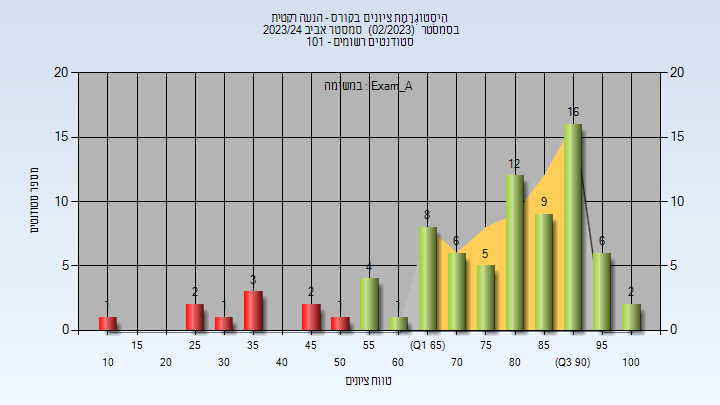 היסטוגרמת ציונים בקורס - הנעה רקטית
בסמסטר (02/2023) סמסטר אביב 2023/24
סטודנטים רשומים - 101
במשימה : Exam_A
מספר סטודנטים
20 20
15 15
10 10
5 5
0 0
1 2 1 3 2 1 4 1 8 6 5 12 9 16 6 2
15 25 35 45 55 (Q1 65) 75 85 95
10 20 30 40 50 60 70 80 (Q3 90) 100
טווח ציונים